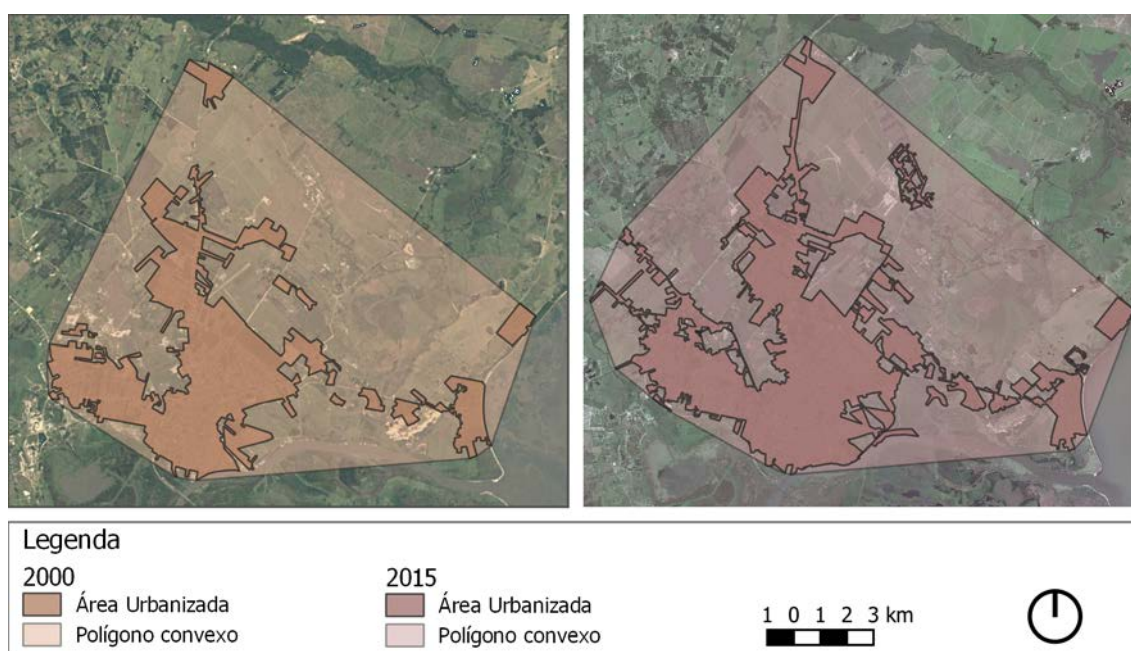 Legenda
2000
Área Urbanizada
Polígono convexo
2015
Área Urbanizada
Polígono convexo
1 0 1 2 3 km